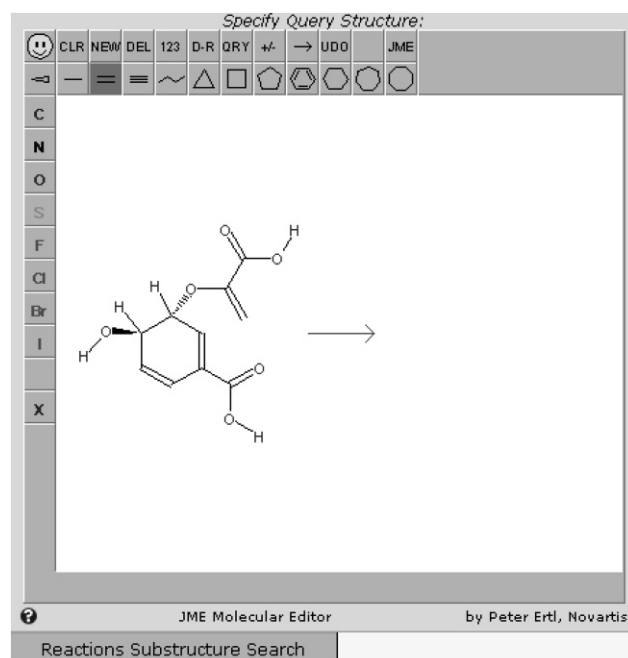 Specify Query Structure:
CLR NEW DEL 123 D-R QRY +/- → UDO JME
C
N
O
S
F
Cl
Br
I
X
O H
O
H H O
O
H O
O H
? JME Molecular Editor by Peter Ertl, Novartis
Reactions Substructure Search